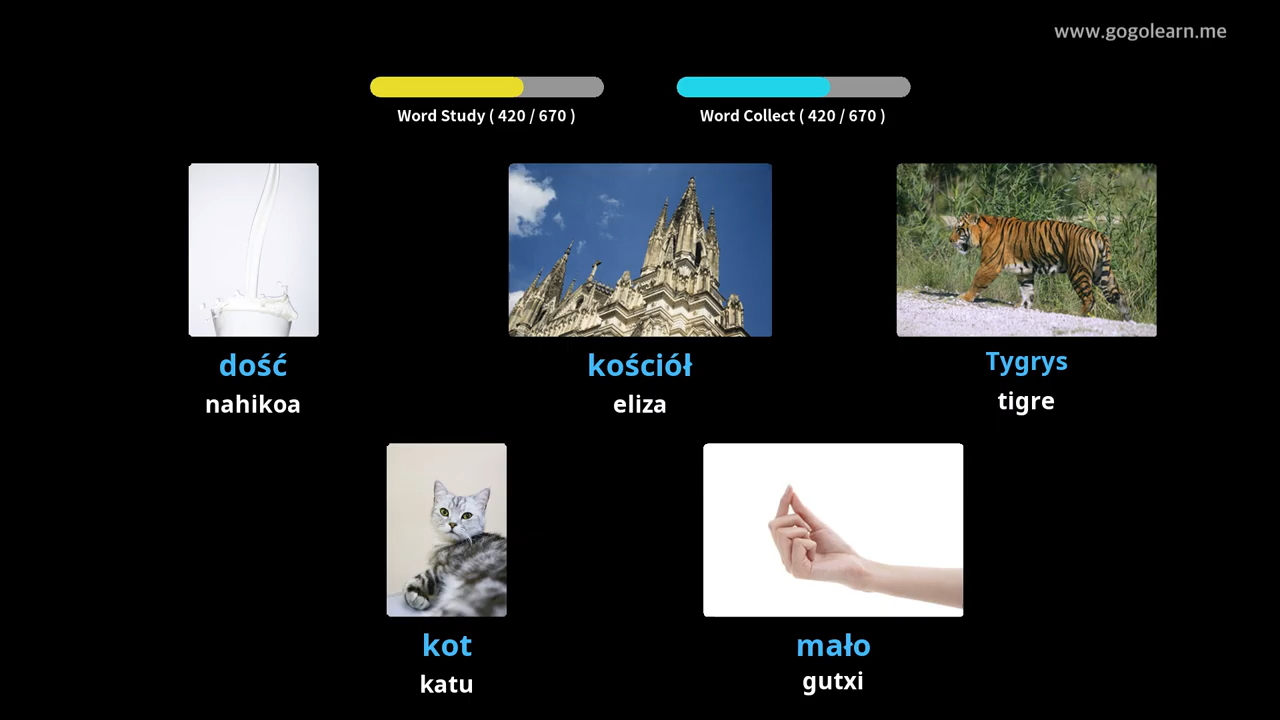 www.gogolearn.me
Word Study ( 420 / 670 )
Word Collect ( 420 / 670 )
dość
nahikoa
kościół
eliza
Tygrys
tigre
kot
katu
mało
gutxi